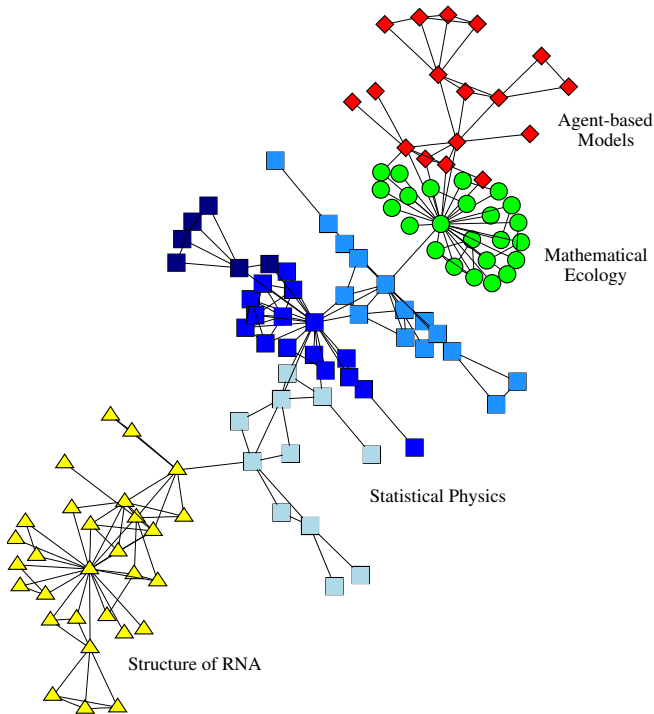 Agent-based
Models
Mathematical
Ecology
Statistical Physics
Structure of RNA